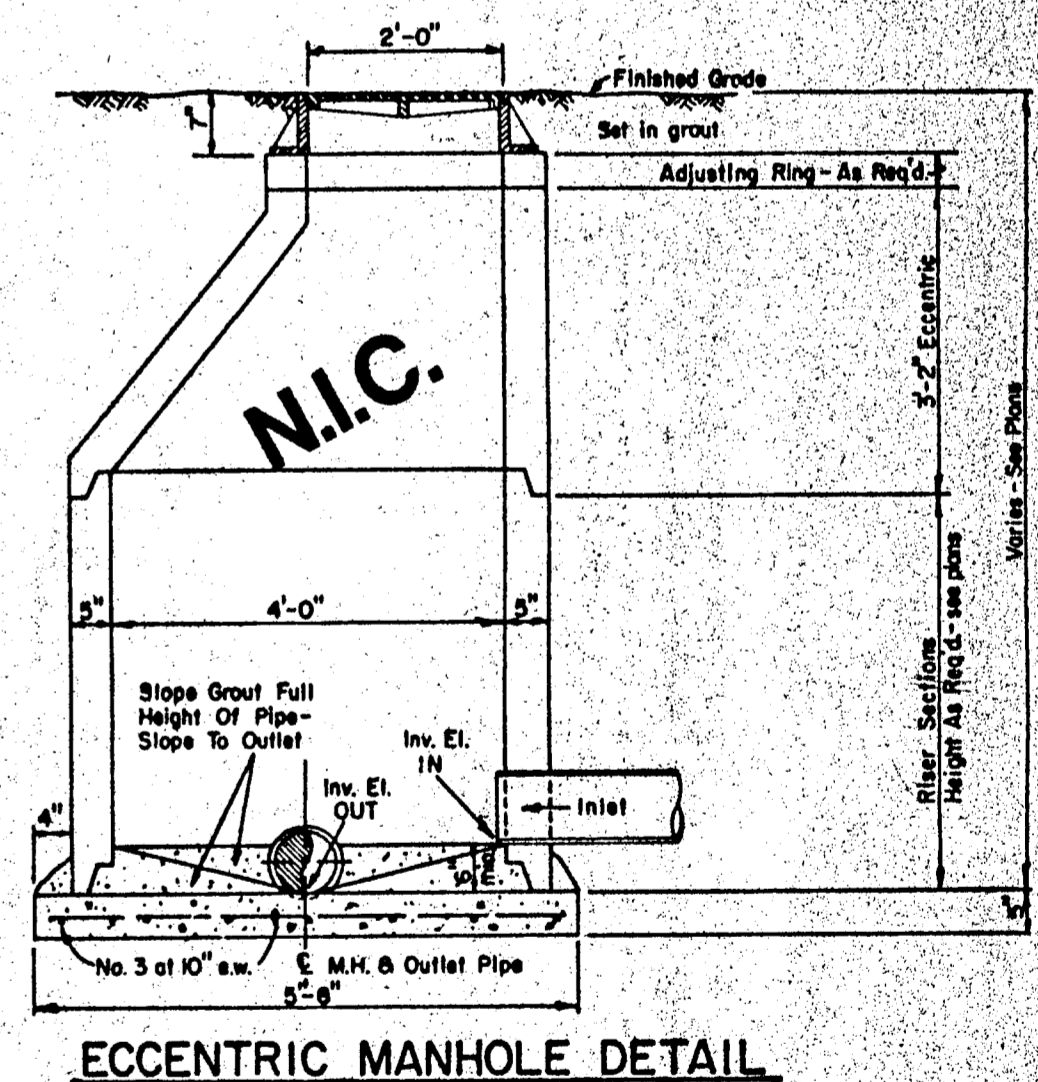 2'-0"
Finished Grade
7"
Set in grout
Adjusting Ring - As Req'd.
3'-2" Eccentric
Varies - See Plans
N.I.C.
5"
4'-0"
5"
Riser Sections
Height As Req'd. - see plans
Slope Grout Full
Height Of Pipe-
Slope To Outlet
Inv. El.
IN
Inv. El.
OUT
Inlet
4"
6"
min.
5"
No. 3 at 10" e.w.
℄ M.H. & Outlet Pipe
ECCENTRIC MANHOLE DETAIL